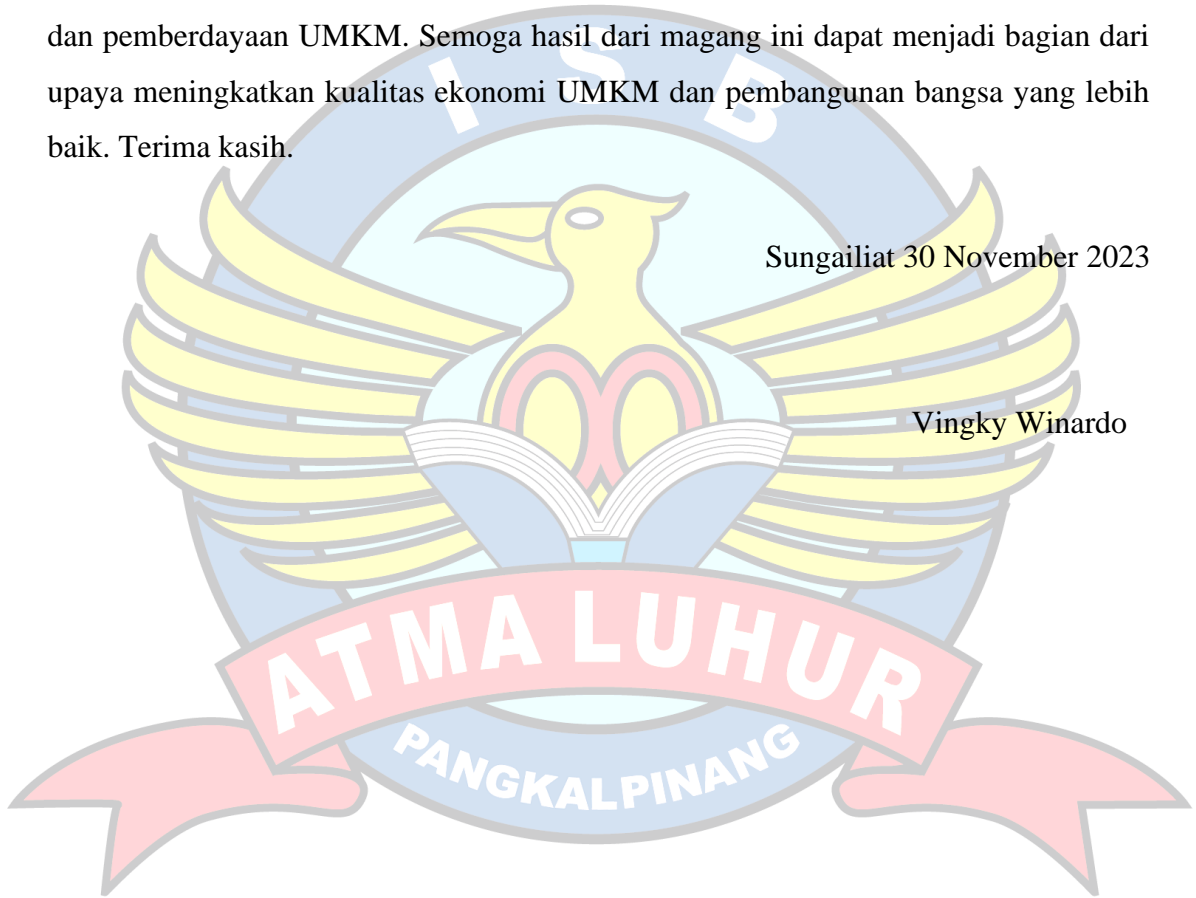 dan pemberdayaan UMKM. Semoga hasil dari magang ini dapat menjadi bagian dari
upaya meningkatkan kualitas ekonomi UMKM dan pembangunan bangsa yang lebih
baik. Terima kasih.
Sungailiat 30 November 2023
Vingky Winardo
I S B
ATMA LUHUR
PANGKALPINANG